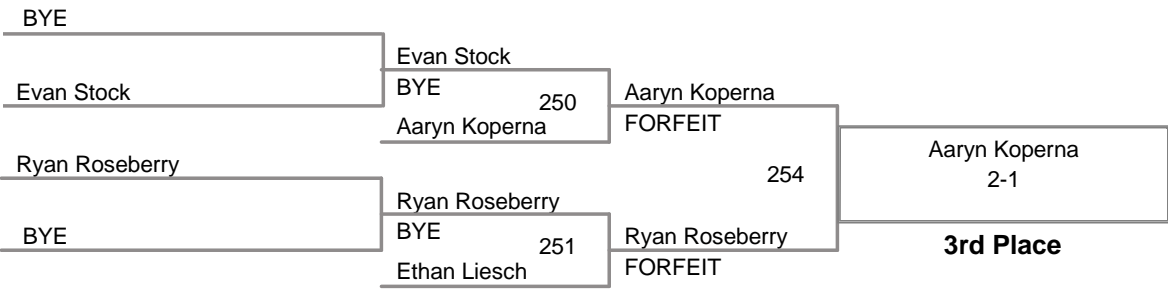 BYE
Evan Stock
Evan Stock
BYE
250
Aaryn Koperna
Aaryn Koperna
FORFEIT
Ryan Roseberry
BYE
Ryan Roseberry
BYE
251
Ethan Liesch
Ryan Roseberry
FORFEIT
254
Aaryn Koperna
2-1
3rd Place